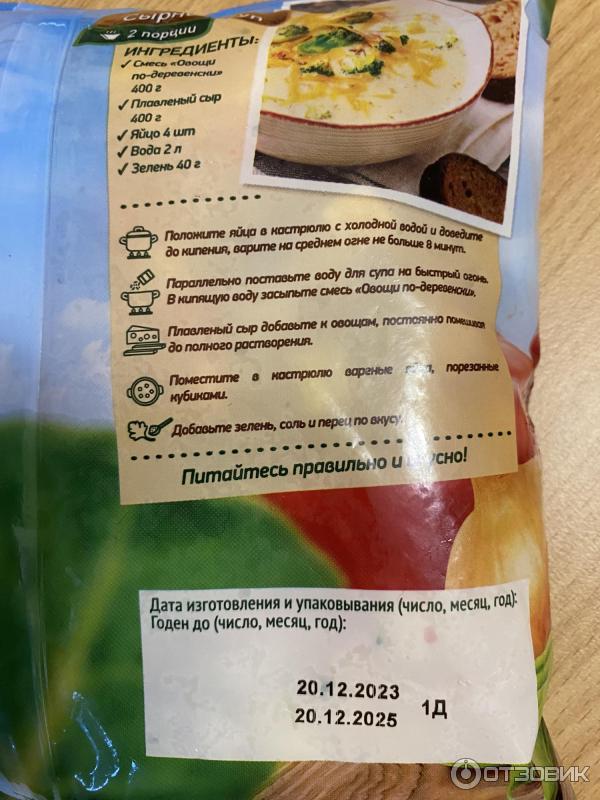 2 порции
ИНГРЕДИЕНТЫ:
✓ Смесь «Овощи
по-деревенски»
400 г
✓ Плавленый сыр
400 г
✓ Яйцо 4 шт
✓ Вода 2 л
✓ Зелень 40 г
Положите яйца в кастрюлю с холодной водой и доведите
до кипения, варите на среднем огне не больше 8 минут.
Параллельно поставьте воду для супа на быстрый огонь.
В кипящую воду засыпьте смесь «Овощи по-деревенски».
Плавленый сыр добавьте к овощам, постоянно помешивая
до полного растворения.
Поместите в кастрюлю вареные яйца, порезанные
кубиками.
Добавьте зелень, соль и перец по вкусу.
Питайтесь правильно и вкусно!
Дата изготовления и упаковывания (число, месяц, год):
Годен до (число, месяц, год):
20.12.2023
20.12.2025 1Д
ОТЗОВИК